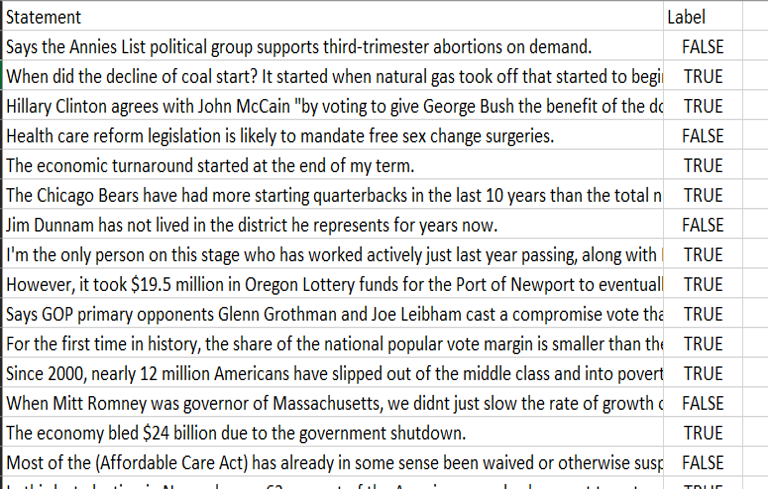 Statement Label
Says the Annies List political group supports third-trimester abortions on demand. FALSE
When did the decline of coal start? It started when natural gas took off that started to begi TRUE
Hillary Clinton agrees with John McCain "by voting to give George Bush the benefit of the do TRUE
Health care reform legislation is likely to mandate free sex change surgeries. FALSE
The economic turnaround started at the end of my term. TRUE
The Chicago Bears have had more starting quarterbacks in the last 10 years than the total n TRUE
Jim Dunnam has not lived in the district he represents for years now. FALSE
I'm the only person on this stage who has worked actively just last year passing, along with TRUE
However, it took $19.5 million in Oregon Lottery funds for the Port of Newport to eventuall TRUE
Says GOP primary opponents Glenn Grothman and Joe Leibham cast a compromise vote tha TRUE
For the first time in history, the share of the national popular vote margin is smaller than the TRUE
Since 2000, nearly 12 million Americans have slipped out of the middle class and into povert TRUE
When Mitt Romney was governor of Massachusetts, we didnt just slow the rate of growth FALSE
The economy bled $24 billion due to the government shutdown. TRUE
Most of the (Affordable Care Act) has already in some sense been waived or otherwise susp FALSE